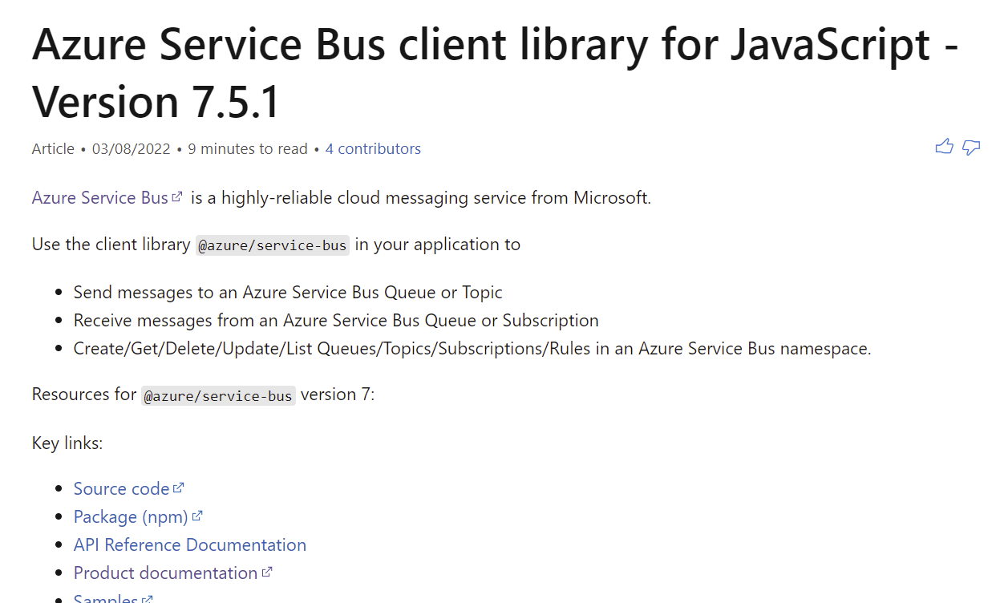 Azure Service Bus client library for JavaScript -
Version 7.5.1
Article • 03/08/2022 • 9 minutes to read • 4 contributors
Azure Service Bus is a highly-reliable cloud messaging service from Microsoft.
Use the client library @azure/service-bus in your application to
• Send messages to an Azure Service Bus Queue or Topic
• Receive messages from an Azure Service Bus Queue or Subscription
• Create/Get/Delete/Update/List Queues/Topics/Subscriptions/Rules in an Azure Service Bus namespace.
Resources for @azure/service-bus version 7:
Key links:
• Source code
• Package (npm)
• API Reference Documentation
• Product documentation
• Samples